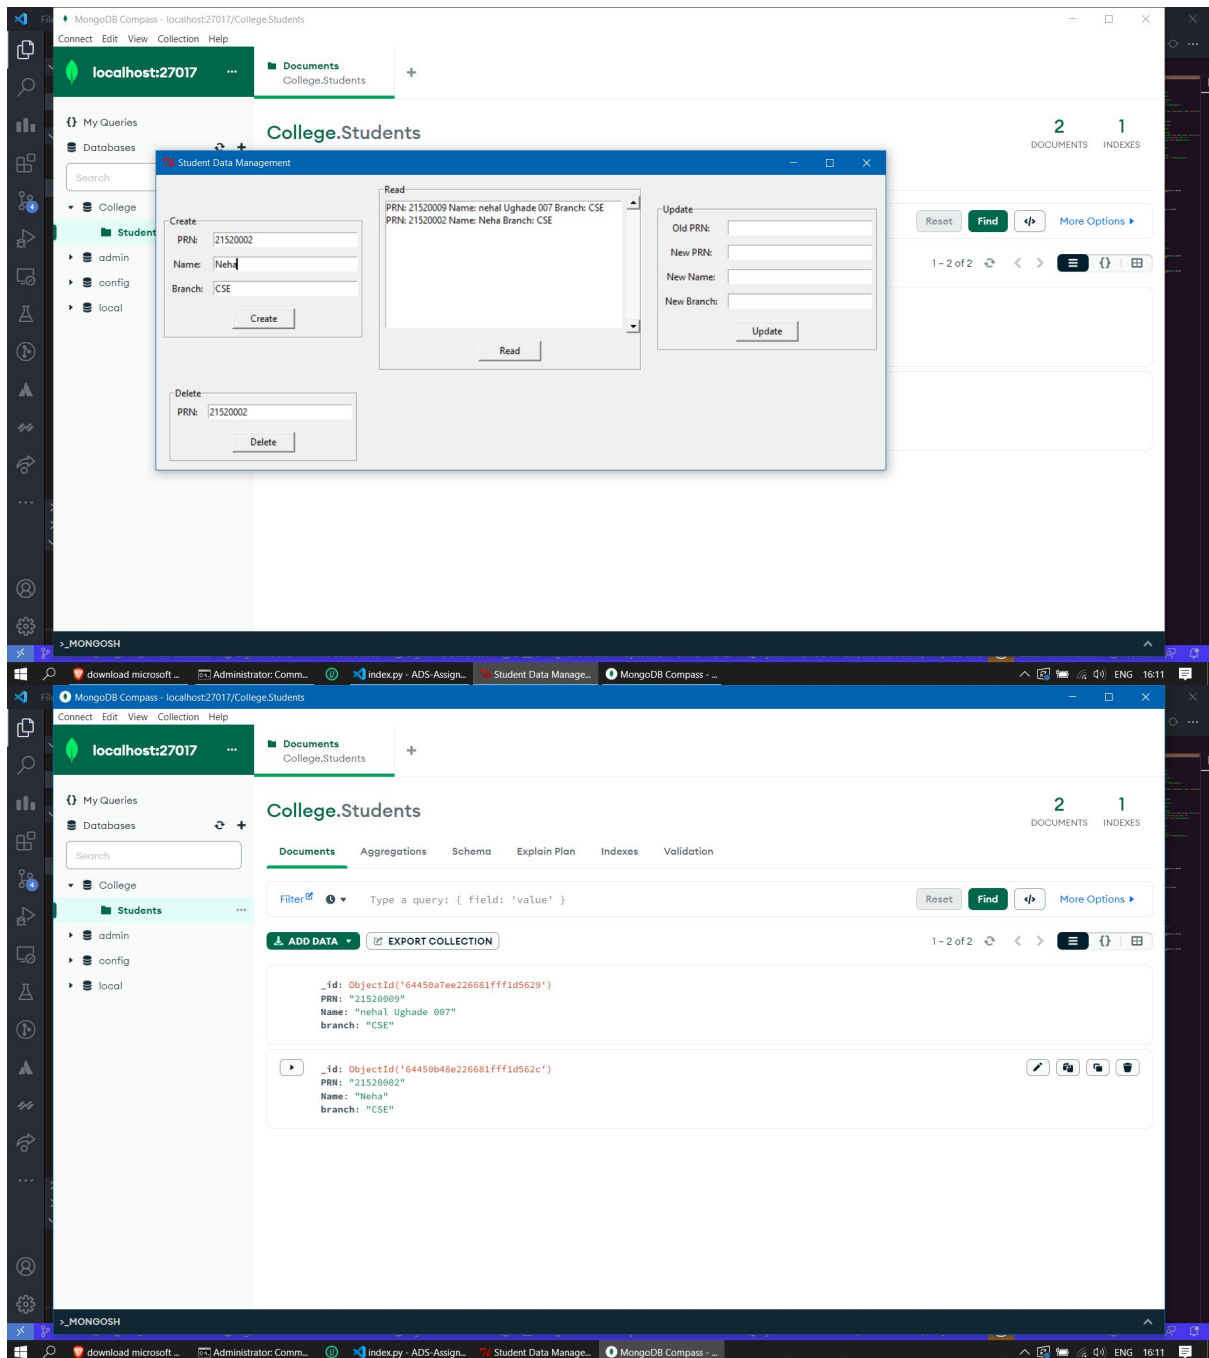 File
MongoDB Compass - localhost:27017/College.Students
Connect Edit View Collection Help
localhost:27017 ...
Documents
College.Students
+
{} My Queries
Databases
Search
College
Student
admin
config
local
College.Students
2
DOCUMENTS
1
INDEXES
Reset Find </> More Options
1 – 2 of 2
{}
Student Data Management
Create
PRN: 21520002
Name: Neha
Branch: CSE
Create
Read
PRN: 21520009 Name: nehal Ughade 007 Branch: CSE
PRN: 21520002 Name: Neha Branch: CSE
Read
Update
Old PRN:
New PRN:
New Name:
New Branch:
Update
Delete
PRN: 21520002
Delete
>_MONGOSH
download microsoft ... Administrator: Comm... index.py - ADS-Assign... Student Data Manage... MongoDB Compass - ... ENG 16:11
MongoDB Compass - localhost:27017/College.Students
Connect Edit View Collection Help
localhost:27017 ...
Documents
College.Students
+
{} My Queries
Databases
Search
College
Students ...
admin
config
local
College.Students
2
DOCUMENTS
1
INDEXES
Documents Aggregations Schema Explain Plan Indexes Validation
Filter Type a query: { field: 'value' } Reset Find </> More Options
ADD DATA EXPORT COLLECTION 1 – 2 of 2 {}
_id: ObjectId('64450a7ee226681fff1d5629')
PRN: "21520009"
Name: "nehal Ughade 007"
branch: "CSE"
_id: ObjectId('64450b48e226681fff1d562c')
PRN: "21520002"
Name: "Neha"
branch: "CSE"
>_MONGOSH
download microsoft ... Administrator: Comm... index.py - ADS-Assign... Student Data Manage... MongoDB Compass - ... ENG 16:11